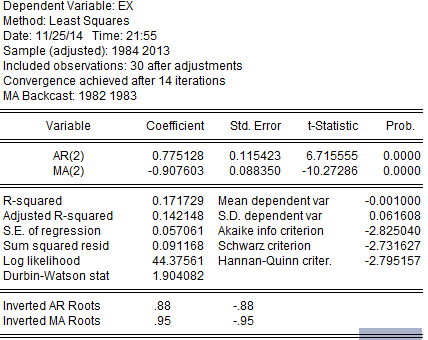 Dependent Variable: EX
Method: Least Squares
Date: 11/25/14 Time: 21:55
Sample (adjusted): 1984 2013
Included observations: 30 after adjustments
Convergence achieved after 14 iterations
MA Backcast: 1982 1983
Variable Coefficient Std. Error t-Statistic Prob.
AR(2) 0.775128 0.115423 6.715555 0.0000
MA(2) -0.907603 0.088350 -10.27286 0.0000
R-squared 0.171729 Mean dependent var -0.001000
Adjusted R-squared 0.142148 S.D. dependent var 0.061608
S.E. of regression 0.057061 Akaike info criterion -2.825040
Sum squared resid 0.091168 Schwarz criterion -2.731627
Log likelihood 44.37561 Hannan-Quinn criter. -2.795157
Durbin-Watson stat 1.904082
Inverted AR Roots .88 -.88
Inverted MA Roots .95 -.95